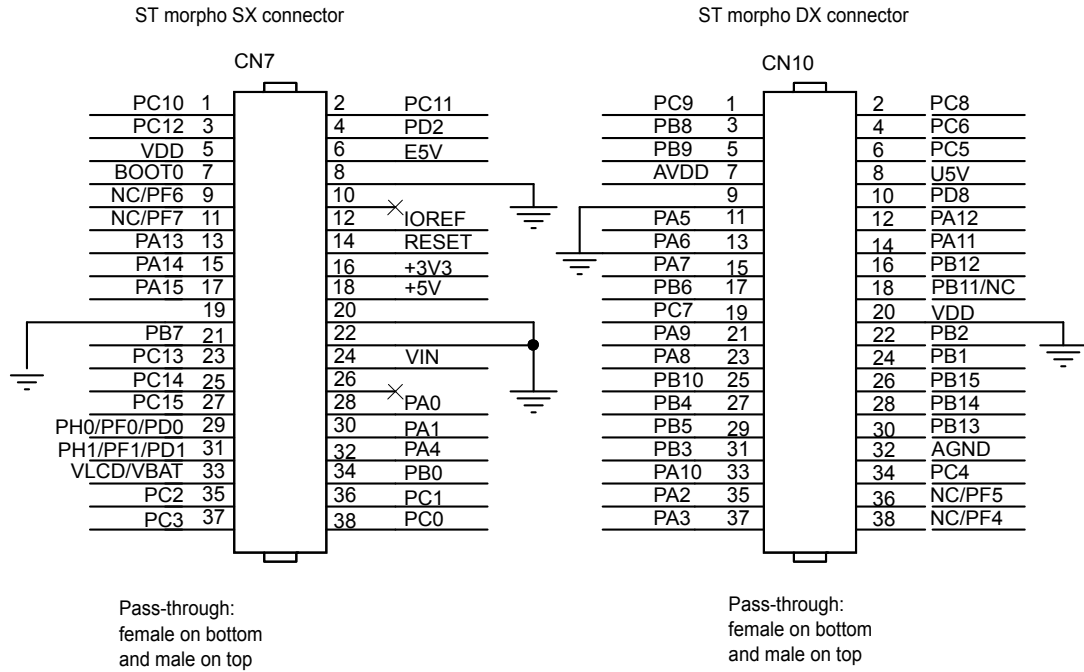 ST morpho SX connector
CN7
PC10 1 2 PC11
PC12 3 4 PD2
VDD 5 6 E5V
BOOT0 7 8
NC/PF6 9 10
NC/PF7 11 12 IOREF
PA13 13 14 RESET
PA14 15 16 +3V3
PA15 17 18 +5V
19 20
PB7 21 22
PC13 23 24 VIN
PC14 25 26
PC15 27 28 PA0
PH0/PF0/PD0 29 30 PA1
PH1/PF1/PD1 31 32 PA4
VLCD/VBAT 33 34 PB0
PC2 35 36 PC1
PC3 37 38 PC0
Pass-through:
female on bottom
and male on top
ST morpho DX connector
CN10
PC9 1 2 PC8
PB8 3 4 PC6
PB9 5 6 PC5
AVDD 7 8 U5V
9 10 PD8
PA5 11 12 PA12
PA6 13 14 PA11
PA7 15 16 PB12
PB6 17 18 PB11/NC
PC7 19 20 VDD
PA9 21 22 PB2
PA8 23 24 PB1
PB10 25 26 PB15
PB4 27 28 PB14
PB5 29 30 PB13
PB3 31 32 AGND
PA10 33 34 PC4
PA2 35 36 NC/PF5
PA3 37 38 NC/PF4
Pass-through:
female on bottom
and male on top